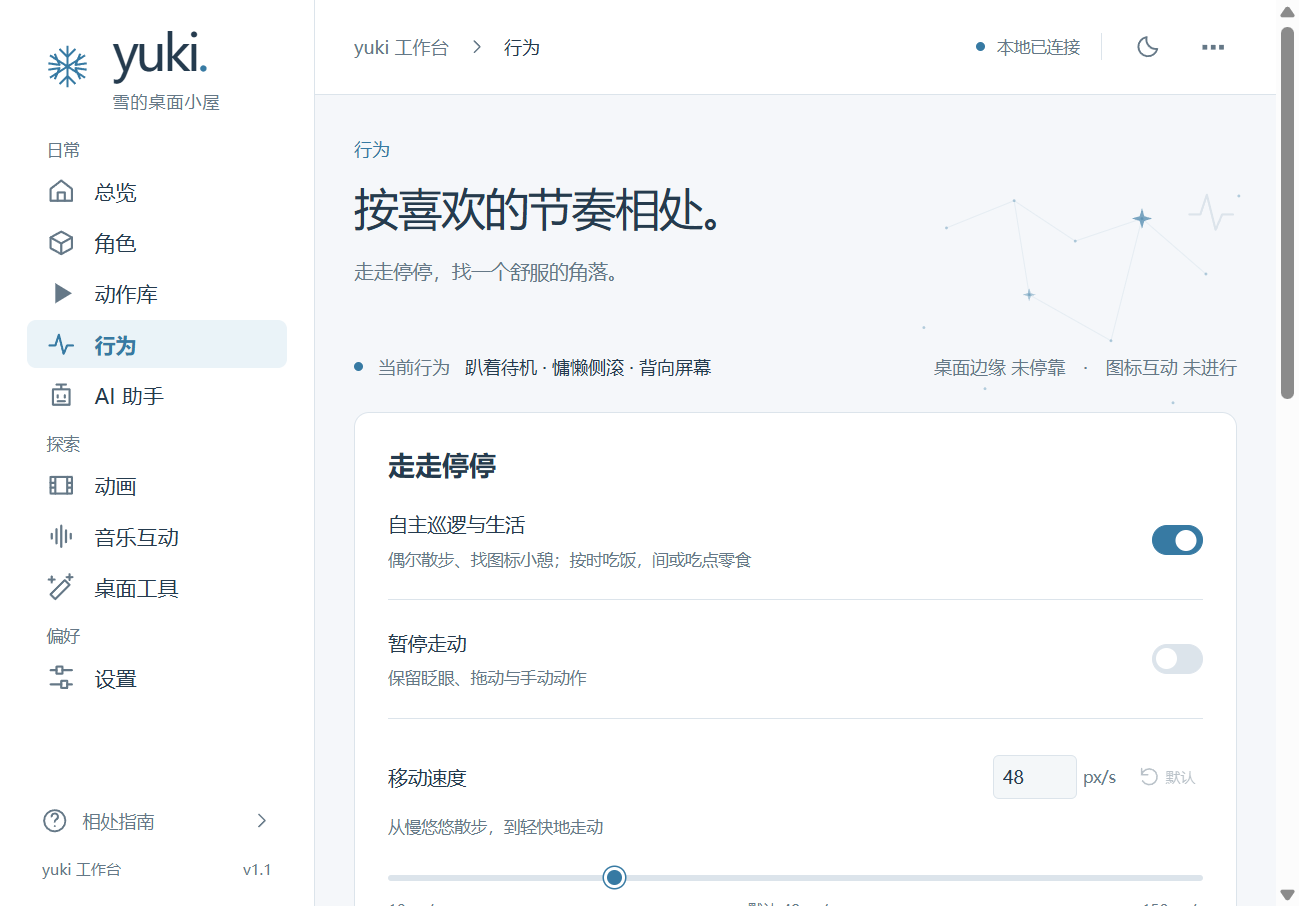 yuki.
雪的桌面小屋
日常
总览
角色
动作库
行为
AI 助手
探索
动画
音乐互动
桌面工具
偏好
设置
相处指南
yuki 工作台 v1.1
yuki 工作台 行为
本地已连接
行为
按喜欢的节奏相处。
走走停停，找一个舒服的角落。
当前行为 趴着待机 · 慵懒侧滚 · 背向屏幕
桌面边缘 未停靠 · 图标互动 未进行
走走停停
自主巡逻与生活
偶尔散步、找图标小憩；按时吃饭，间或吃点零食
暂停走动
保留眨眼、拖动与手动动作
移动速度 48 px/s 默认
从慢悠悠散步，到轻快地走动